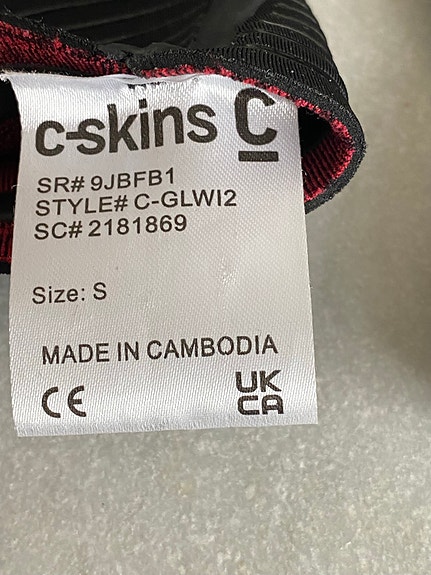 c-skins C
SR# 9JBFB1
STYLE# C-GLWI2
SC# 2181869
Size: S
MADE IN CAMBODIA
CE
UK
CA